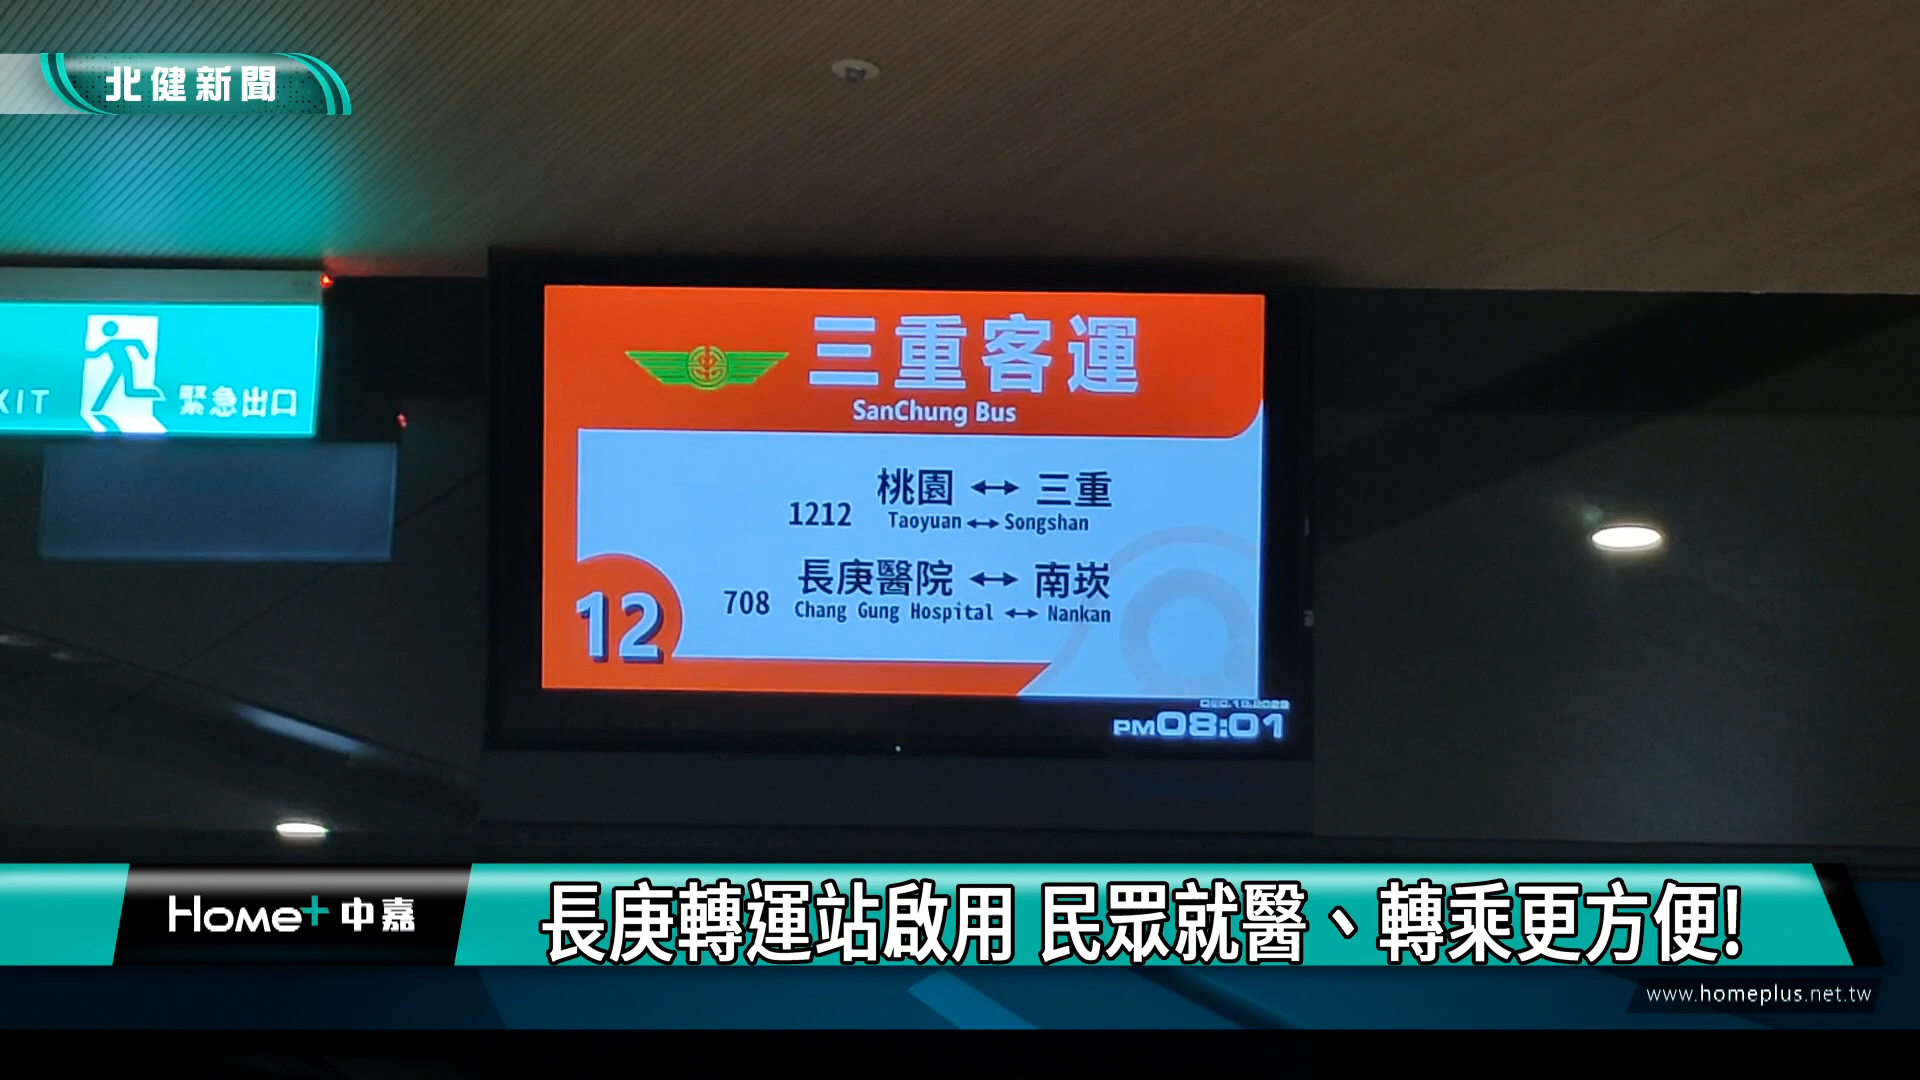 北健新聞
XIT 緊急出口
三重客運
SanChung Bus
1212 桃園 ↔ 三重
Taoyuan ↔ Songshan
708 長庚醫院 ↔ 南崁
Chang Gung Hospital ↔ Nankan
12
PM 08:01
Home+ 中嘉
長庚轉運站啟用 民眾就醫、轉乘更方便!
www.homeplus.net.tw